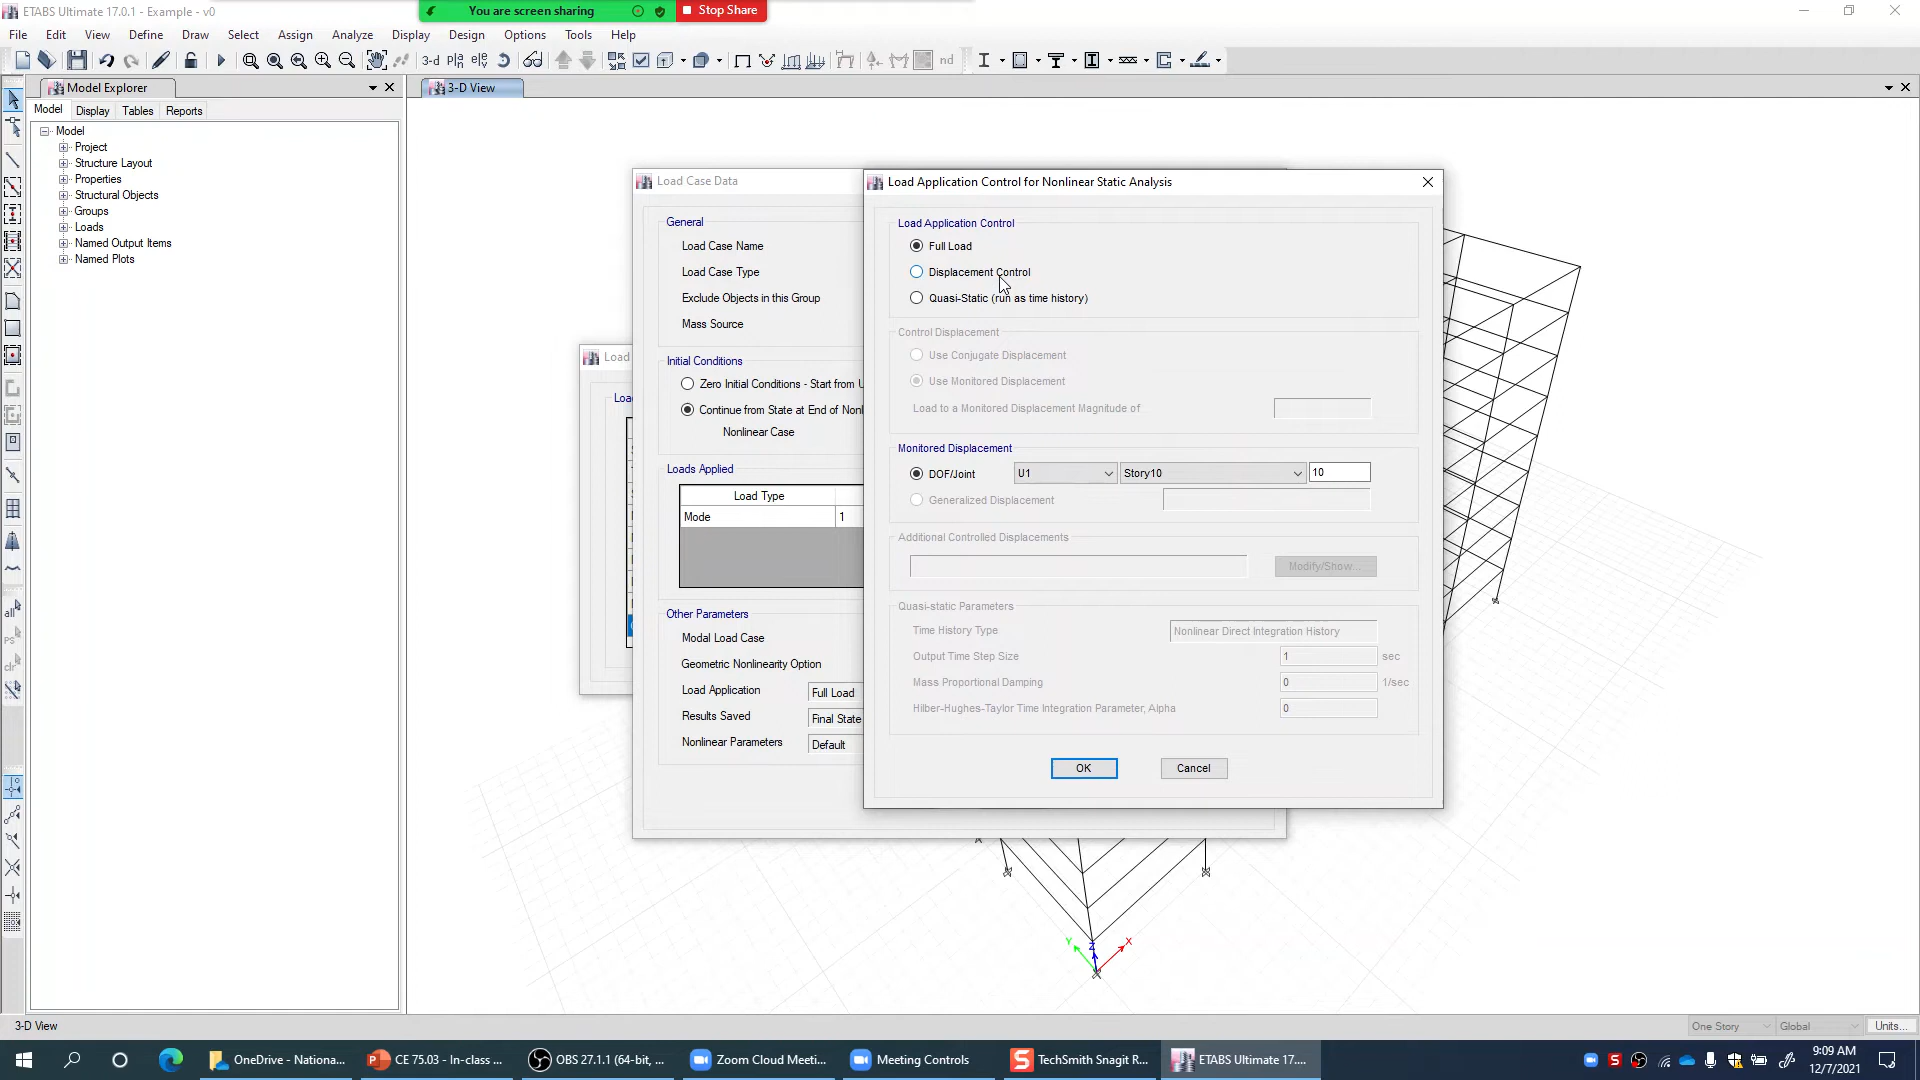 ETABS Ultimate 17.0.1 - Example - v0
You are screen sharing
Stop Share
File Edit View Define Draw Select Assign Analyze Display Design Options Tools Help
3-d
nd
Model Explorer
3-D View
Model Display Tables Reports
Model
Project
Structure Layout
Properties
Structural Objects
Groups
Loads
Named Output Items
Named Plots
all
ps
clr
Load
Load Case Data
General
Load Case Name
Load Case Type
Exclude Objects in this Group
Mass Source
Initial Conditions
Zero Initial Conditions - Start from U
Continue from State at End of Nonl
Nonlinear Case
Loads Applied
Load Type
Mode 1
Other Parameters
Modal Load Case
Geometric Nonlinearity Option
Load Application Full Load
Results Saved Final State
Nonlinear Parameters Default
Load Application Control for Nonlinear Static Analysis
Load Application Control
Full Load
Displacement Control
Quasi-Static (run as time history)
Control Displacement
Use Conjugate Displacement
Use Monitored Displacement
Load to a Monitored Displacement Magnitude of
Monitored Displacement
DOF/Joint U1 Story10 10
Generalized Displacement
Additional Controlled Displacements
Modify/Show...
Quasi-static Parameters
Time History Type Nonlinear Direct Integration History
Output Time Step Size 1 sec
Mass Proportional Damping 0 1/sec
Hilber-Hughes-Taylor Time Integration Parameter, Alpha 0
OK Cancel
Y Z X
3-D View
One Story Global Units...
OneDrive - Nationa... CE 75.03 - In-class ... OBS 27.1.1 (64-bit, ... Zoom Cloud Meeti... Meeting Controls TechSmith Snagit R... ETABS Ultimate 17....
9:09 AM
12/7/2021